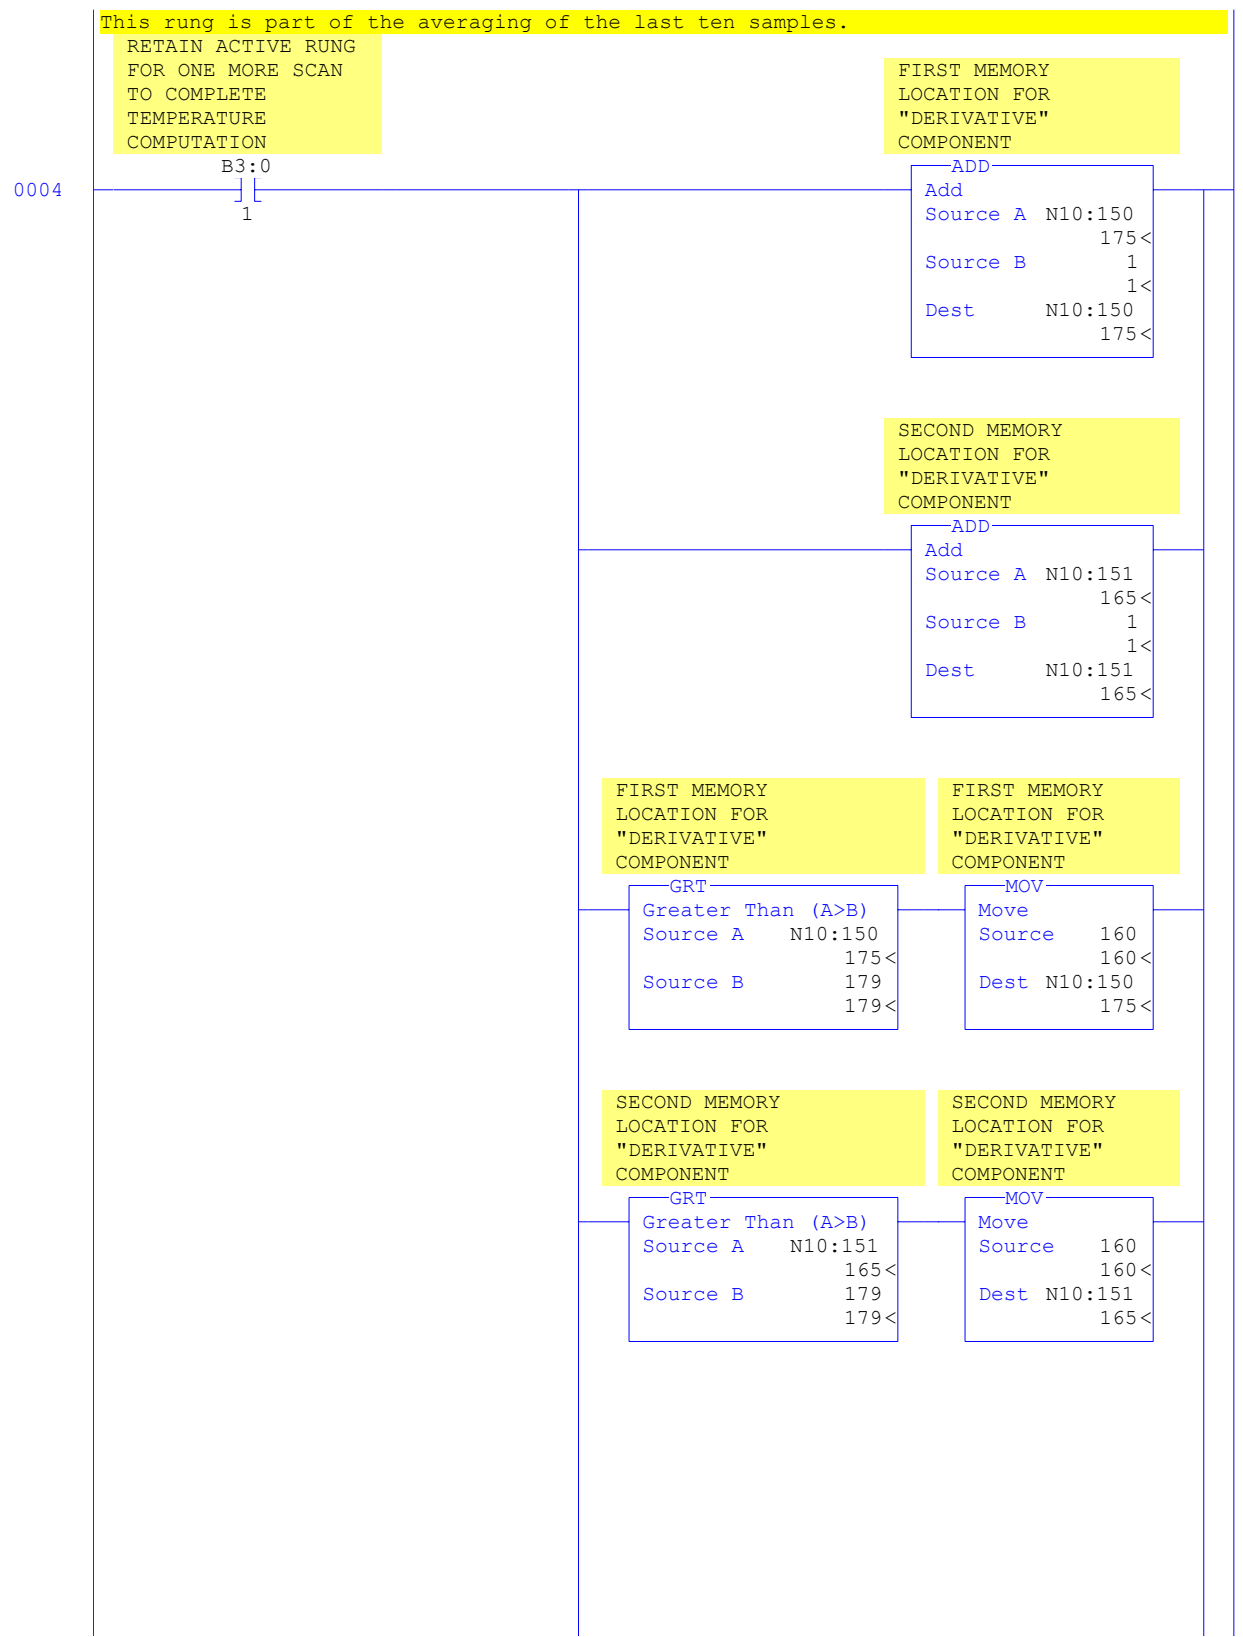 This rung is part of the averaging of the last ten samples.
RETAIN ACTIVE RUNG
FOR ONE MORE SCAN
TO COMPLETE
TEMPERATURE
COMPUTATION
B3:0
1
0004
FIRST MEMORY
LOCATION FOR
"DERIVATIVE"
COMPONENT
ADD
Add
Source A N10:150
175<
Source B 1
1<
Dest N10:150
175<
SECOND MEMORY
LOCATION FOR
"DERIVATIVE"
COMPONENT
ADD
Add
Source A N10:151
165<
Source B 1
1<
Dest N10:151
165<
FIRST MEMORY
LOCATION FOR
"DERIVATIVE"
COMPONENT
GRT
Greater Than (A>B)
Source A N10:150
175<
Source B 179
179<
FIRST MEMORY
LOCATION FOR
"DERIVATIVE"
COMPONENT
MOV
Move
Source 160
160<
Dest N10:150
175<
SECOND MEMORY
LOCATION FOR
"DERIVATIVE"
COMPONENT
GRT
Greater Than (A>B)
Source A N10:151
165<
Source B 179
179<
SECOND MEMORY
LOCATION FOR
"DERIVATIVE"
COMPONENT
MOV
Move
Source 160
160<
Dest N10:151
165<